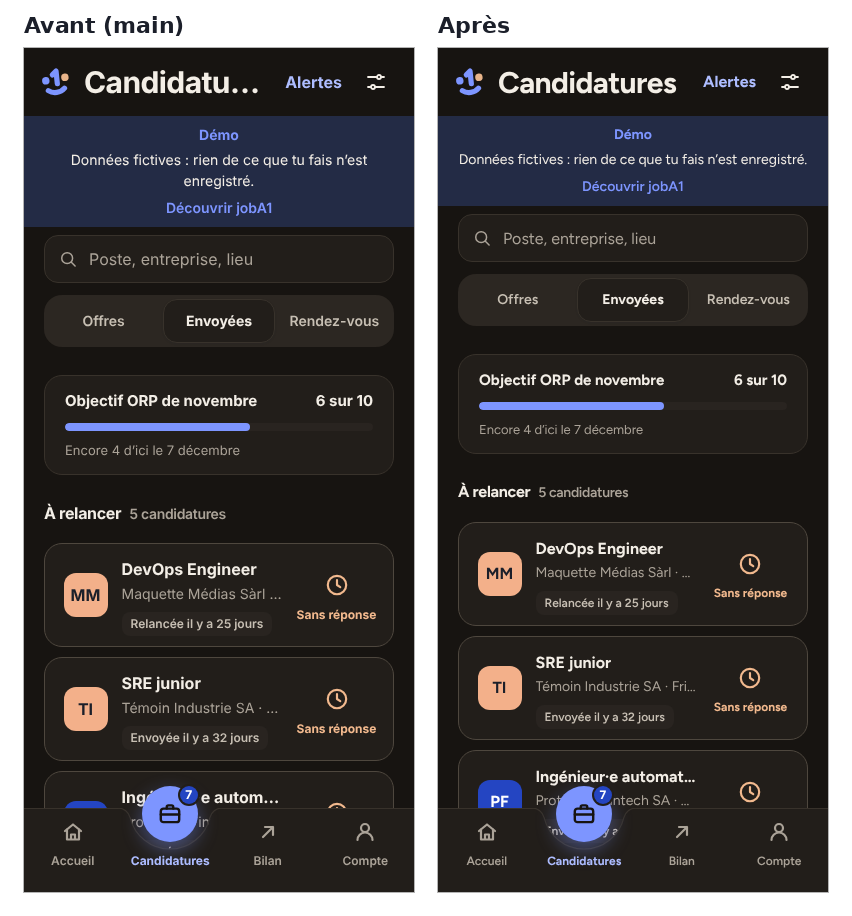 Avant (main)
Candidatu...
Alertes
Démo
Données fictives : rien de ce que tu fais n'est
enregistré.
Découvrir jobA1
Poste, entreprise, lieu
Offres
Envoyées
Rendez-vous
Objectif ORP de novembre
6 sur 10
Encore 4 d'ici le 7 décembre
À relancer 5 candidatures
MM
DevOps Engineer
Maquette Médias Sàrl ...
Relancée il y a 25 jours
Sans réponse
TI
SRE junior
Témoin Industrie SA · ...
Envoyée il y a 32 jours
Sans réponse
7
Accueil
Candidatures
Bilan
Compte
Après
Candidatures
Alertes
Démo
Données fictives : rien de ce que tu fais n'est enregistré.
Découvrir jobA1
Poste, entreprise, lieu
Offres
Envoyées
Rendez-vous
Objectif ORP de novembre
6 sur 10
Encore 4 d'ici le 7 décembre
À relancer 5 candidatures
MM
DevOps Engineer
Maquette Médias Sàrl · ...
Relancée il y a 25 jours
Sans réponse
TI
SRE junior
Témoin Industrie SA · Fri...
Envoyée il y a 32 jours
Sans réponse
PF
Ingénieur·e automat...
7
Accueil
Candidatures
Bilan
Compte